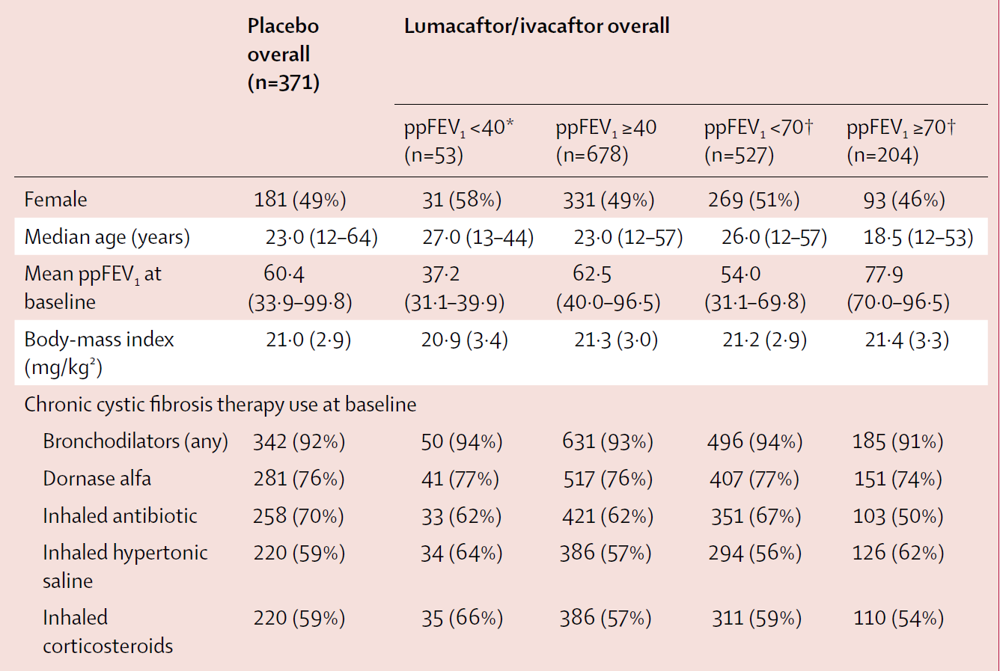 Placebo overall (n=371) Lumacaftor/ivacaftor overall
ppFEV₁ <40* (n=53) ppFEV₁ ≥40 (n=678) ppFEV₁ <70† (n=527) ppFEV₁ ≥70† (n=204)
Female 181 (49%) 31 (58%) 331 (49%) 269 (51%) 93 (46%)
Median age (years) 23·0 (12–64) 27·0 (13–44) 23·0 (12–57) 26·0 (12–57) 18·5 (12–53)
Mean ppFEV₁ at baseline 60·4 (33·9–99·8) 37·2 (31·1–39·9) 62·5 (40·0–96·5) 54·0 (31·1–69·8) 77·9 (70·0–96·5)
Body-mass index (mg/kg²) 21·0 (2·9) 20·9 (3·4) 21·3 (3·0) 21·2 (2·9) 21·4 (3·3)
Chronic cystic fibrosis therapy use at baseline
Bronchodilators (any) 342 (92%) 50 (94%) 631 (93%) 496 (94%) 185 (91%)
Dornase alfa 281 (76%) 41 (77%) 517 (76%) 407 (77%) 151 (74%)
Inhaled antibiotic 258 (70%) 33 (62%) 421 (62%) 351 (67%) 103 (50%)
Inhaled hypertonic saline 220 (59%) 34 (64%) 386 (57%) 294 (56%) 126 (62%)
Inhaled corticosteroids 220 (59%) 35 (66%) 386 (57%) 311 (59%) 110 (54%)